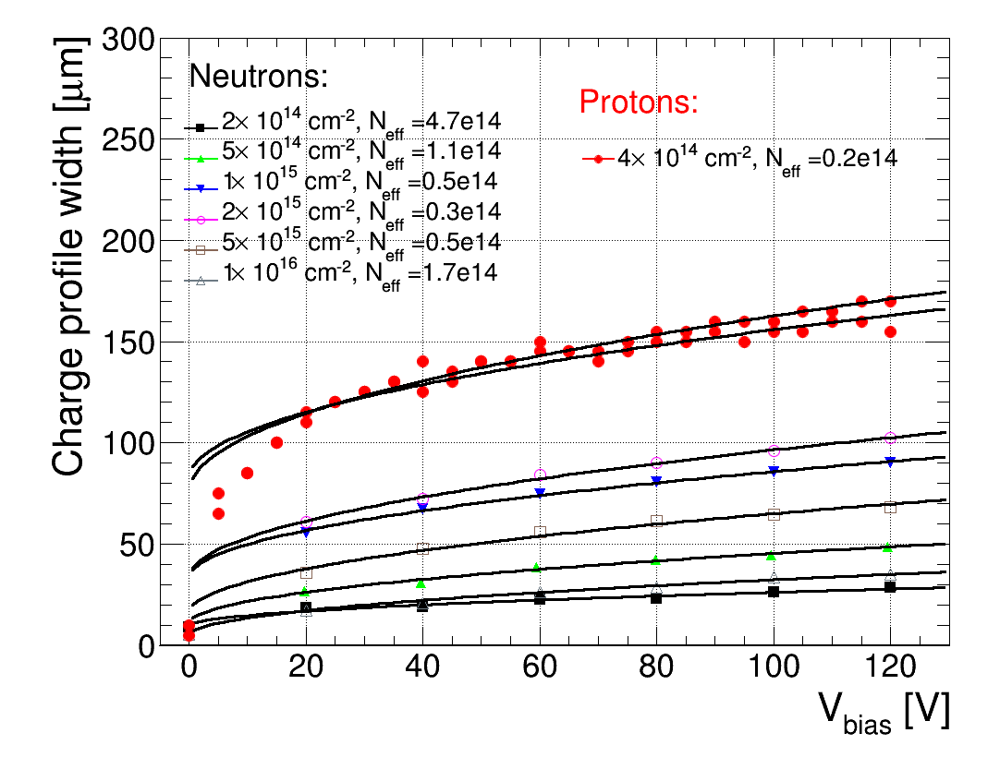 300
250
200
150
100
50
0
Charge profile width [μm]
Neutrons:
2× 10^14 cm^-2, N_eff =4.7e14
5× 10^14 cm^-2, N_eff =1.1e14
1× 10^15 cm^-2, N_eff =0.5e14
2× 10^15 cm^-2, N_eff =0.3e14
5× 10^15 cm^-2, N_eff =0.5e14
1× 10^16 cm^-2, N_eff =1.7e14
Protons:
4× 10^14 cm^-2, N_eff =0.2e14
0 20 40 60 80 100 120
V_bias [V]